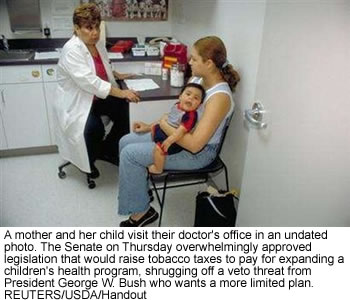 A mother and her child visit their doctor's office in an undated
photo. The Senate on Thursday overwhelmingly approved
legislation that would raise tobacco taxes to pay for expanding a
children's health program, shrugging off a veto threat from
President George W. Bush who wants a more limited plan.
REUTERS/USDA/Handout